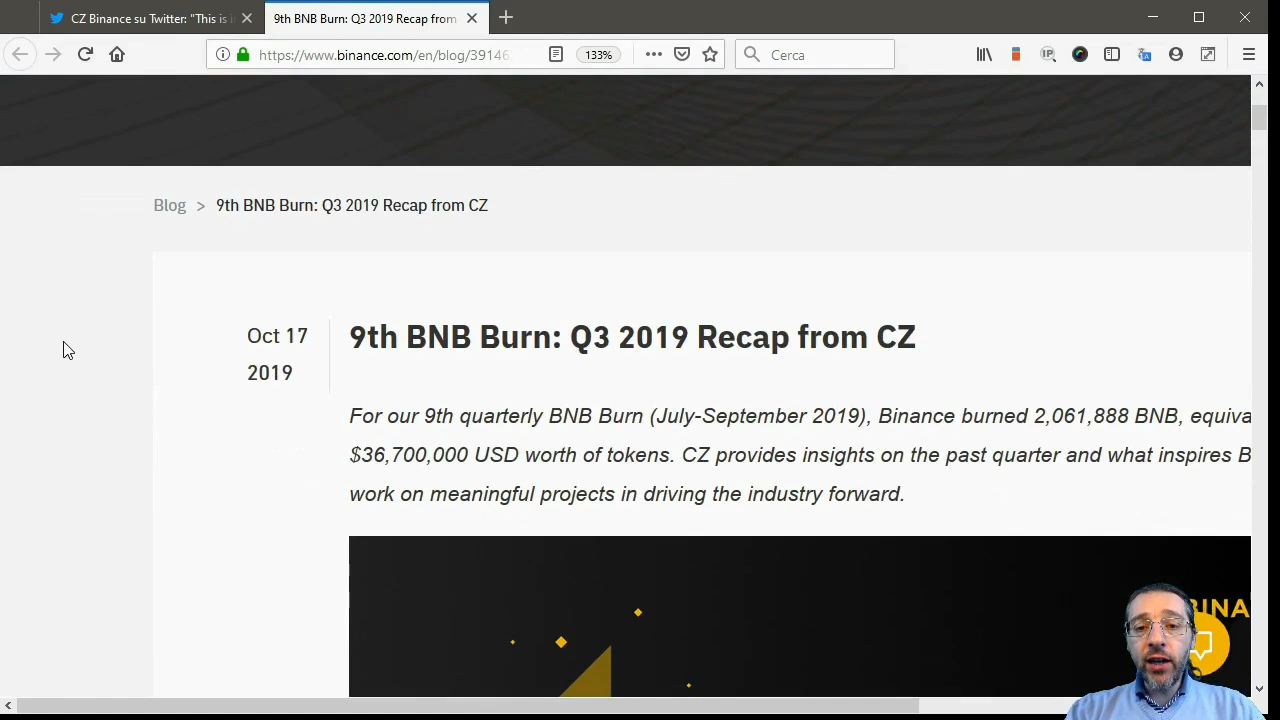 CZ Binance su Twitter: "This is i
9th BNB Burn: Q3 2019 Recap from
https://www.binance.com/en/blog/39146
133%
Cerca
Blog > 9th BNB Burn: Q3 2019 Recap from CZ
Oct 17
2019
9th BNB Burn: Q3 2019 Recap from CZ
For our 9th quarterly BNB Burn (July-September 2019), Binance burned 2,061,888 BNB, equiva
$36,700,000 USD worth of tokens. CZ provides insights on the past quarter and what inspires B
work on meaningful projects in driving the industry forward.
BINA
IP